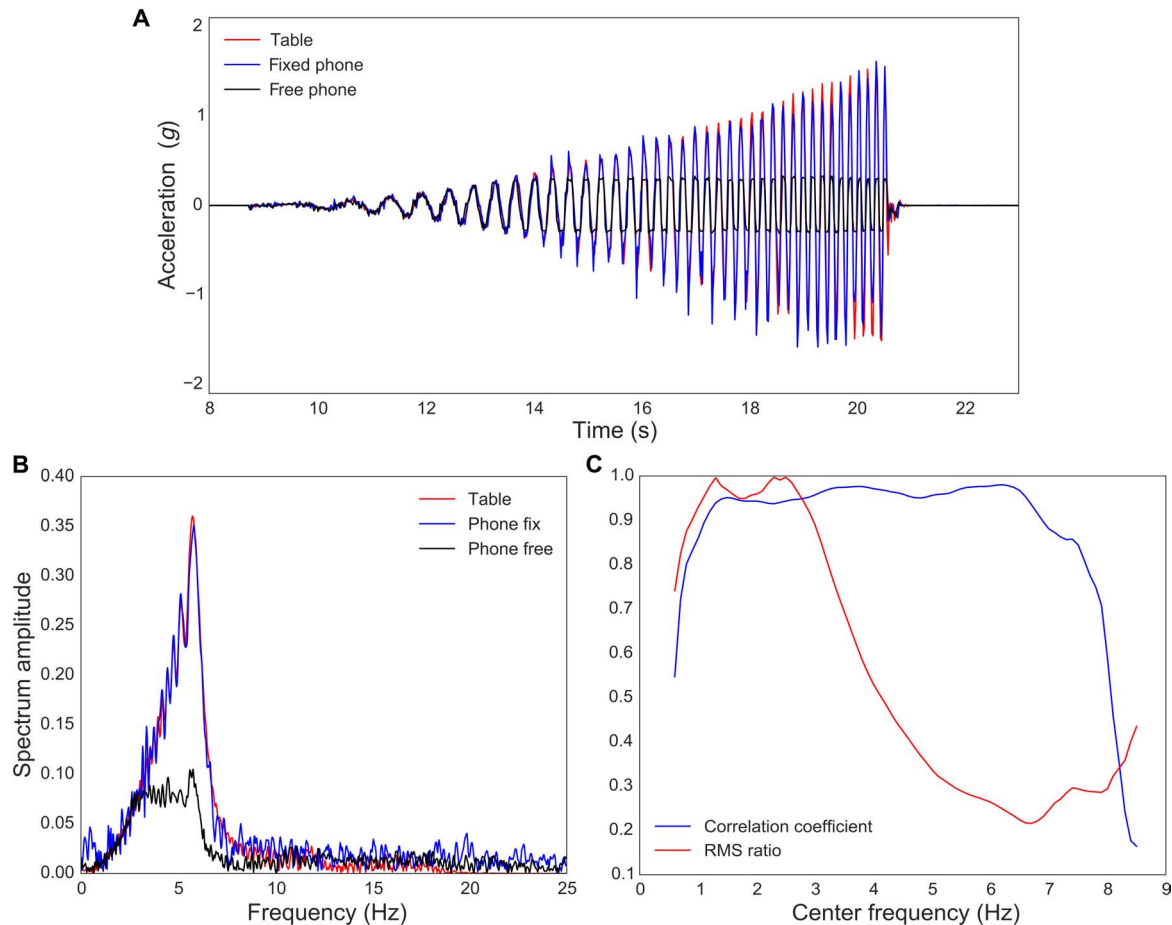 A
2
1
0
−1
−2
Acceleration (g)
Table
Fixed phone
Free phone
8 10 12 14 16 18 20 22
Time (s)
B
0.40
0.35
0.30
0.25
0.20
0.15
0.10
0.05
0.00
Spectrum amplitude
Table
Phone fix
Phone free
0 5 10 15 20 25
Frequency (Hz)
C
1.0
0.9
0.8
0.7
0.6
0.5
0.4
0.3
0.2
0.1
Correlation coefficient
RMS ratio
0 1 2 3 4 5 6 7 8 9
Center frequency (Hz)